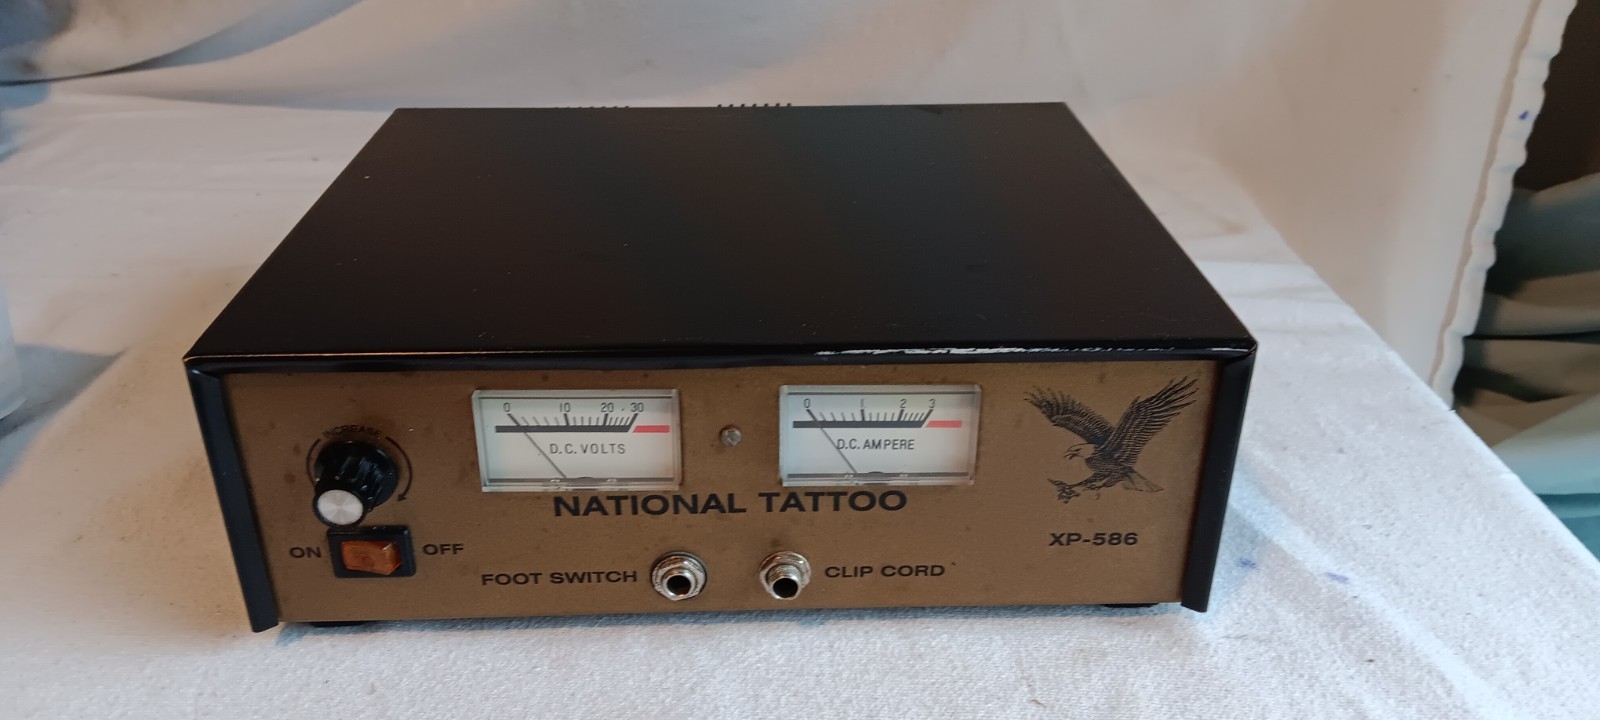 INCREASE
0 10 20 30
D.C. VOLTS
0 1 2 3
D.C. AMPERE
NATIONAL TATTOO
XP-586
ON OFF
FOOT SWITCH
CLIP CORD